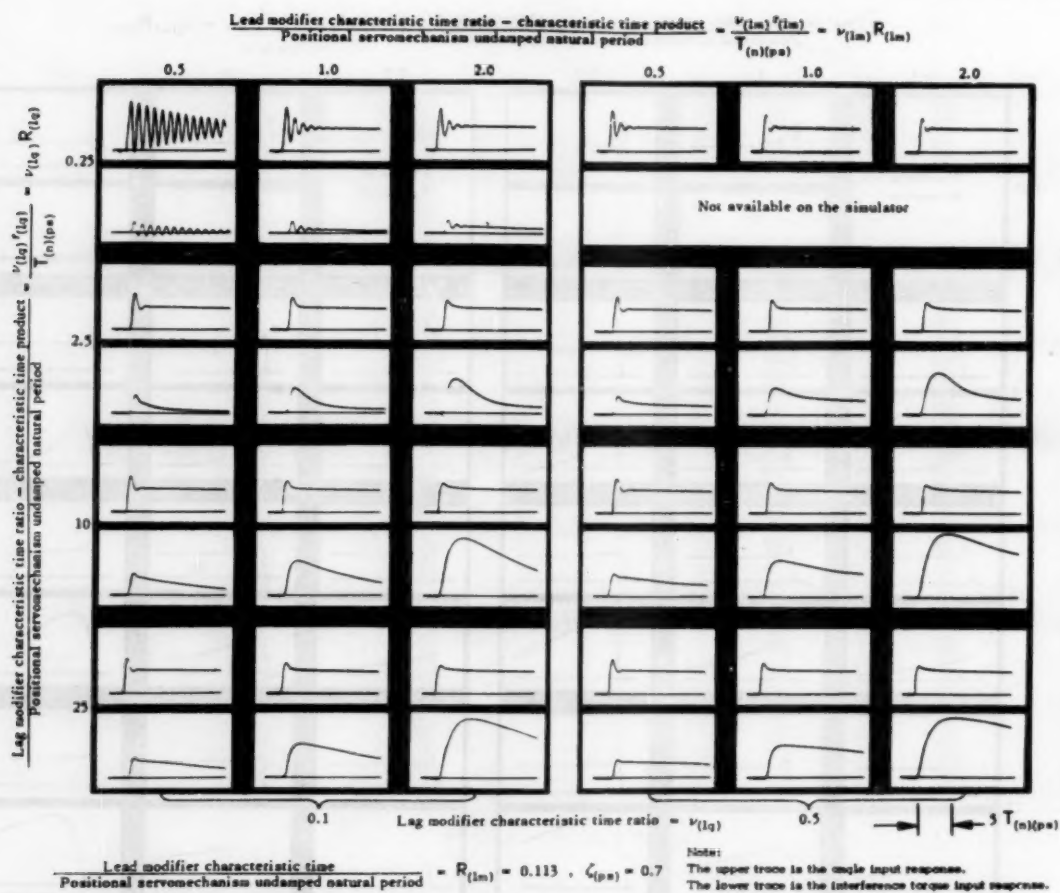 Lead modifier characteristic time ratio – characteristic time product
Positional servomechanism undamped natural period
= ν(lm) τ(lm) / T(n)(ps) = ν(lm) R(lm)
0.5 1.0 2.0 0.5 1.0 2.0
Lag modifier characteristic time ratio – characteristic time product
Positional servomechanism undamped natural period
= ν(lq) τ(lq) / T(n)(ps) = ν(lq) R(lq)
0.25
Not available on the simulator
2.5
10
25
0.1 Lag modifier characteristic time ratio = ν(lq) 0.5 5 T(n)(ps)
Lead modifier characteristic time
Positional servomechanism undamped natural period
= R(lm) = 0.113 , ζ(ps) = 0.7
Note:
The upper trace is the angle input response.
The lower trace is the interference torque input response.